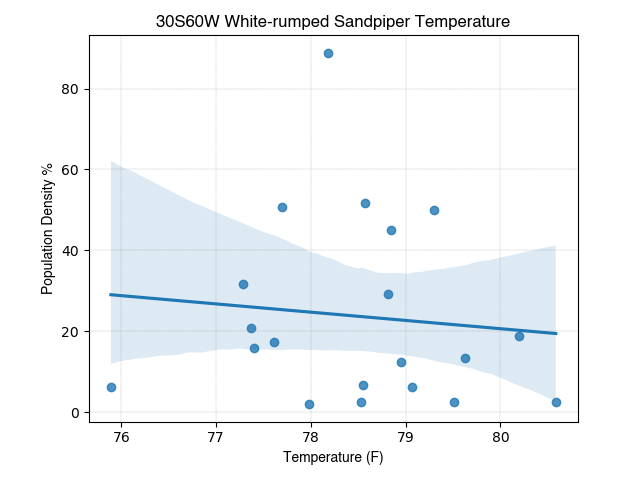 30S60W White-rumped Sandpiper Temperature
Population Density %
80
60
40
20
0
76 77 78 79 80
Temperature (F)